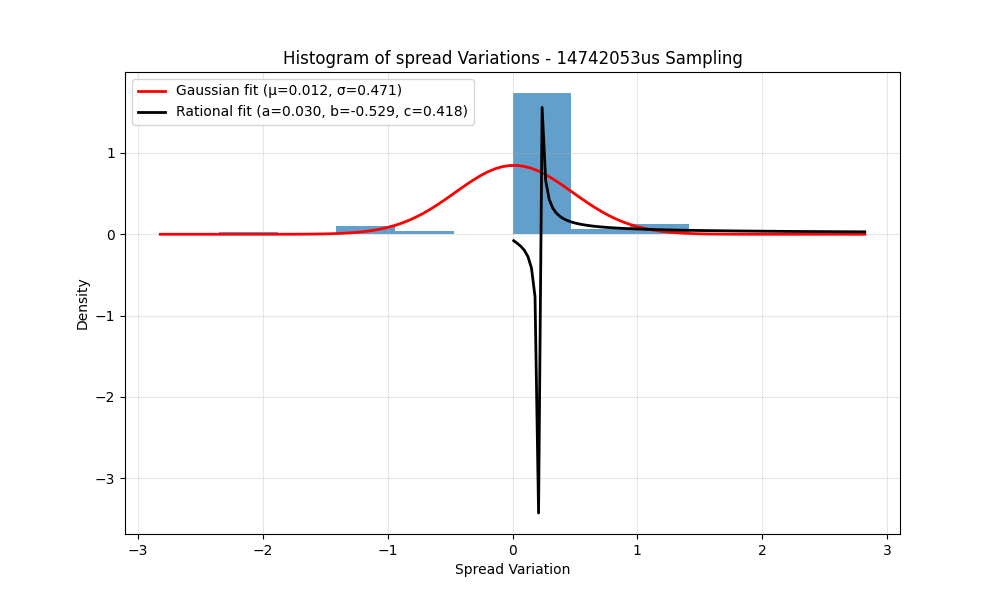 Histogram of spread Variations - 14742053us Sampling
Gaussian fit (μ=0.012, σ=0.471)
Rational fit (a=0.030, b=-0.529, c=0.418)
1
0
−1
−2
−3
Density
−3
−2
−1
0
1
2
3
Spread Variation